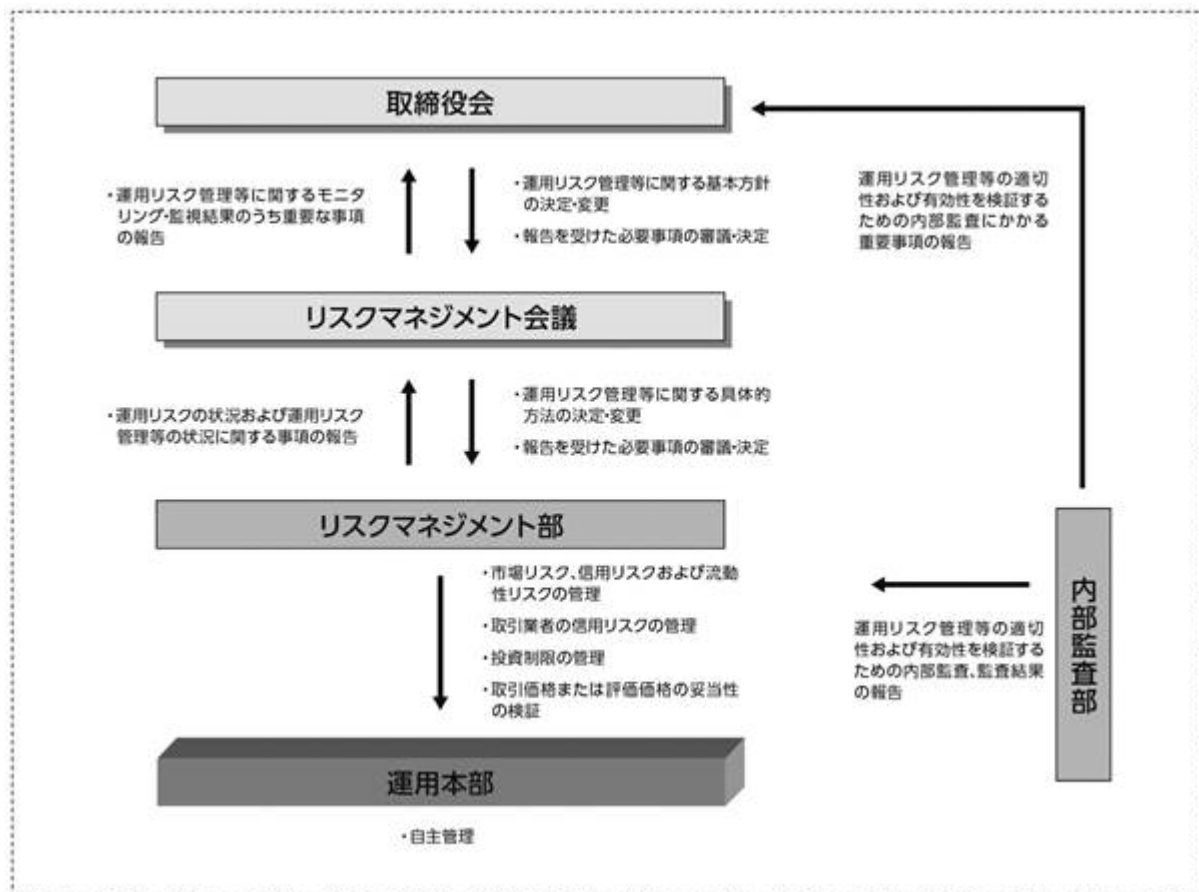 取締役会
・運用リスク管理等に関するモニタ
リング・監視結果のうち重要な事項
の報告
・運用リスク管理等に関する基本方針
の決定・変更
・報告を受けた必要事項の審議・決定
運用リスク管理等の適切
性および有効性を検証する
ための内部監査にかかる
重要事項の報告
リスクマネジメント会議
・運用リスクの状況および運用リスク
管理等の状況に関する事項の報告
・運用リスク管理等に関する具体的
方法の決定・変更
・報告を受けた必要事項の審議・決定
リスクマネジメント部
・市場リスク、信用リスクおよび流動
性リスクの管理
・取引業者の信用リスクの管理
・投資制限の管理
・取引価格または評価価格の妥当性
の検証
運用リスク管理等の適切
性および有効性を検証する
ための内部監査、監査結果
の報告
内部監査部
運用本部
・自主管理